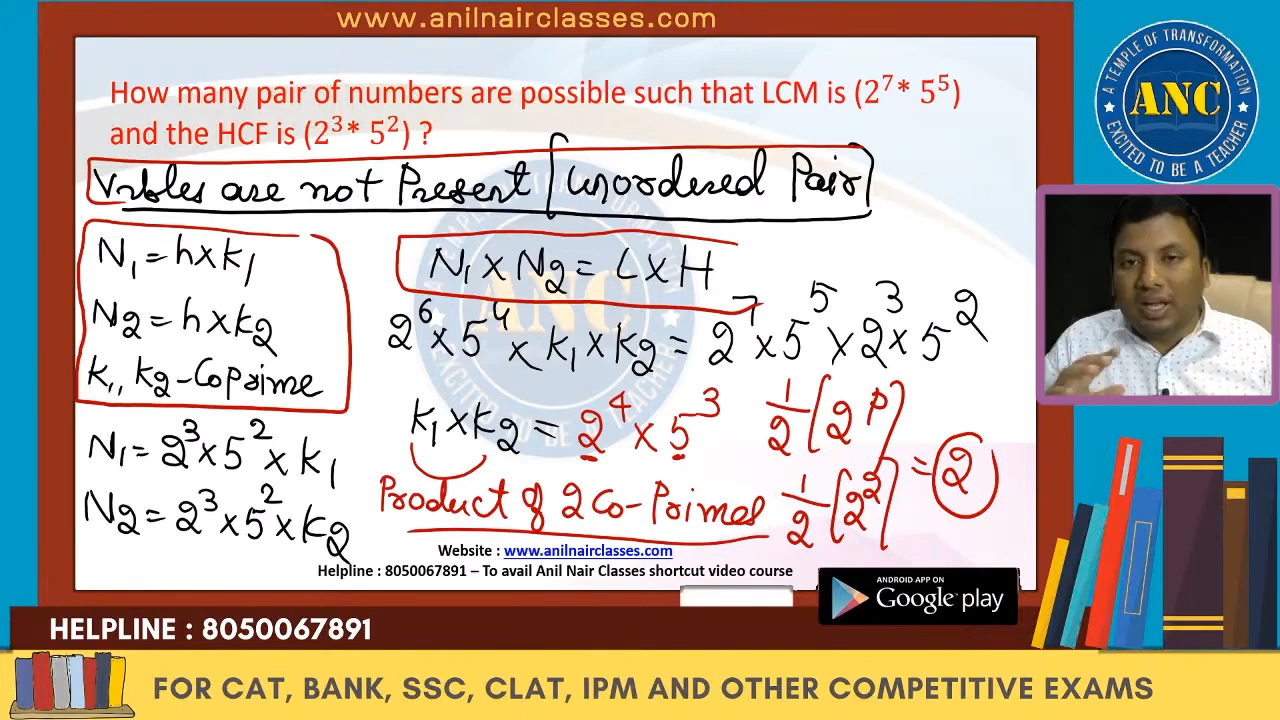 www.anilnairclasses.com
How many pair of numbers are possible such that LCM is (2⁷* 5⁵)
and the HCF is (2³* 5²) ?
Vrbles are not Present [unordered Pair]
N₁ = h×k₁
N₂ = h×k₂
k₁, k₂ - Coprime
N₁ = 2³×5²×k₁
N₂ = 2³×5²×k₂
N₁ × N₂ = L×H
2⁶×5⁴×k₁×k₂ = 2⁷×5⁵×2³×5²
k₁×k₂ = 2⁴×5³
Product of 2 Co-Primes
1/2 (2ᵖ)
1/2 (2²) = 2
Website : www.anilnairclasses.com
Helpline : 8050067891 – To avail Anil Nair Classes shortcut video course
A TEMPLE OF TRANSFORMATION
ANC
EXCITED TO BE A TEACHER
ANDROID APP ON
Google play
HELPLINE : 8050067891
FOR CAT, BANK, SSC, CLAT, IPM AND OTHER COMPETITIVE EXAMS